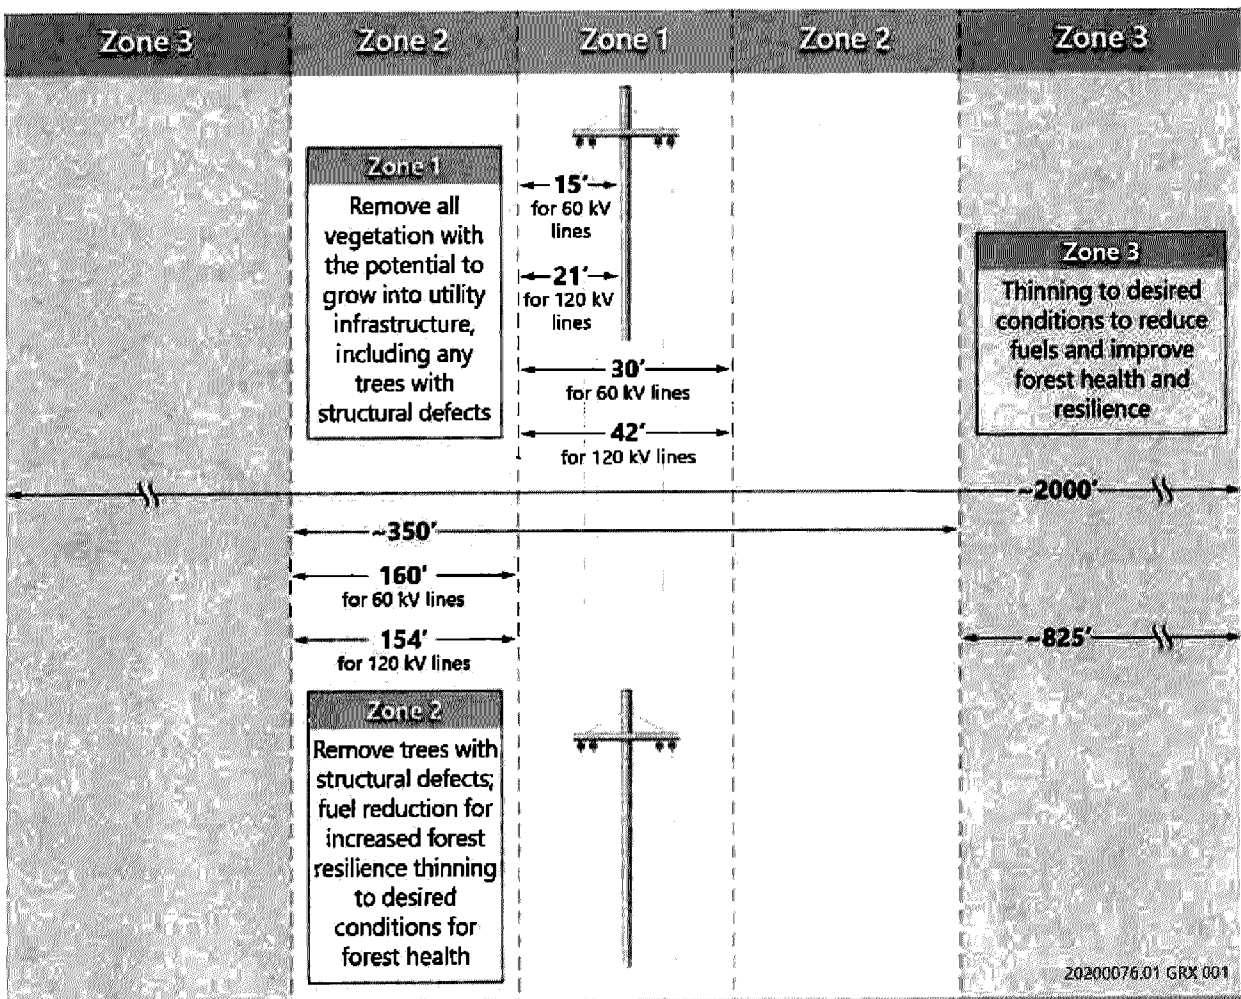 Zone 3
Zone 2
Zone 1
Zone 2
Zone 3
Zone 1
Remove all
vegetation with
the potential to
grow into utility
infrastructure,
including any
trees with
structural defects
15'
for 60 kV
lines
21'
for 120 kV
lines
30'
for 60 kV lines
42'
for 120 kV lines
Zone 3
Thinning to desired
conditions to reduce
fuels and improve
forest health and
resilience
~2000'
~350'
160'
for 60 kV lines
154'
for 120 kV lines
~825'
Zone 2
Remove trees with
structural defects;
fuel reduction for
increased forest
resilience thinning
to desired
conditions for
forest health
20200076.01 GRX 001